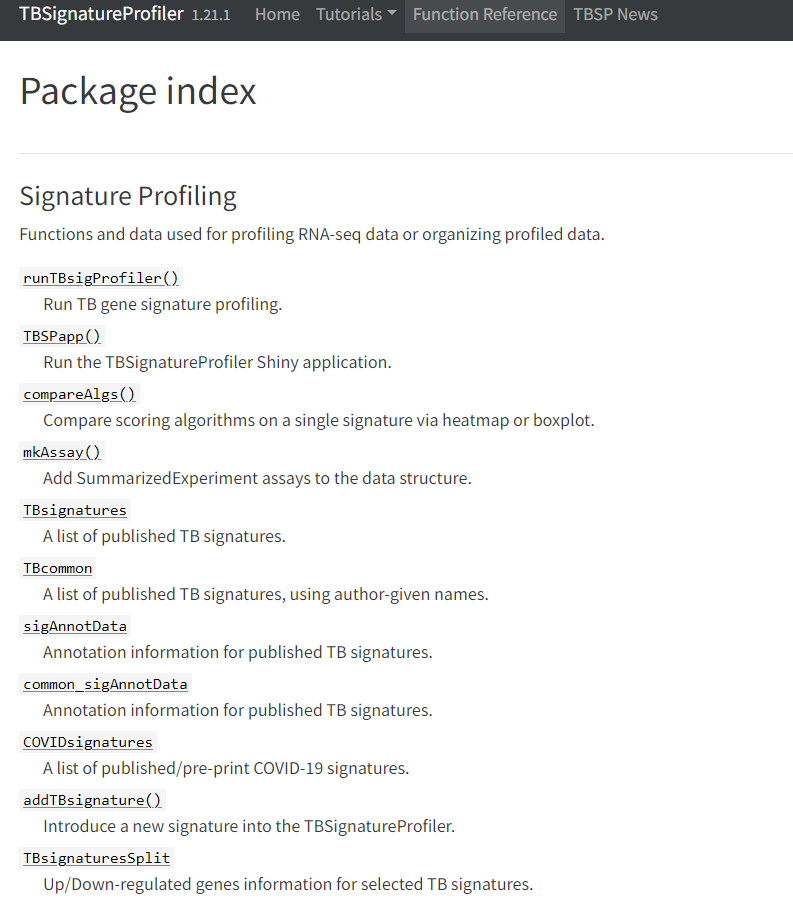 TBSignatureProfiler 1.21.1 Home Tutorials Function Reference TBSP News
Package index
Signature Profiling
Functions and data used for profiling RNA-seq data or organizing profiled data.
runTBsigProfiler()
Run TB gene signature profiling.
TBSPapp()
Run the TBSignatureProfiler Shiny application.
compareAlgs()
Compare scoring algorithms on a single signature via heatmap or boxplot.
mkAssay()
Add SummarizedExperiment assays to the data structure.
TBsignatures
A list of published TB signatures.
TBcommon
A list of published TB signatures, using author-given names.
sigAnnotData
Annotation information for published TB signatures.
common_sigAnnotData
Annotation information for published TB signatures.
COVIDsignatures
A list of published/pre-print COVID-19 signatures.
addTBsignature()
Introduce a new signature into the TBSignatureProfiler.
TBsignaturesSplit
Up/Down-regulated genes information for selected TB signatures.